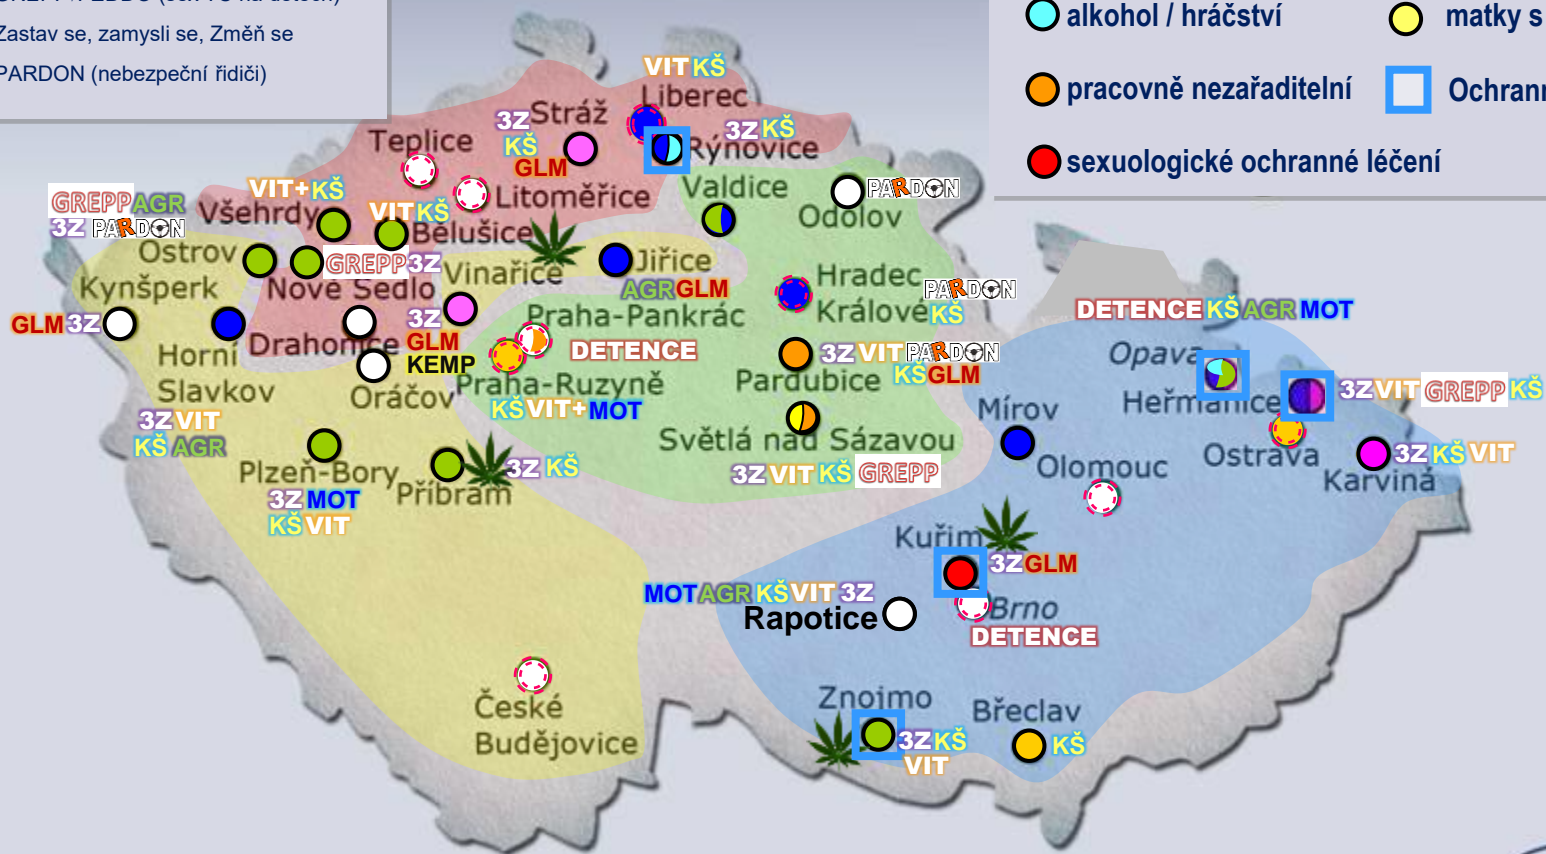 Zastav se, zamysli se, Změň se
PARDON (nebezpeční řidiči)
alkohol / hráčství
matky s
pracovně nezařaditelní
Ochrann
sexuologické ochranné léčení
VIT KŠ
Liberec
3Z Stráž
KŠ
GLM
Teplice
3Z KŠ
Rýnovice
Litoměřice
Valdice
PARDON
Odolov
GREPP AGR
3Z PARDON
VIT+ KŠ
Všehrdy
VIT KŠ
Bělušice
Ostrov
GREPP 3Z
Nové Sedlo
Vinařice
Jiřice
AGR GLM
Kynšperk
GLM 3Z
Horní
Slavkov
3Z VIT
KŠ AGR
Drahonice
3Z
GLM
KEMP
Oráčov
Praha-Pankrác
DETENCE
Praha-Ruzyně
KŠ VIT+ MOT
Hradec
Králové
PARDON
KŠ
3Z VIT PARDON
KŠ GLM
Pardubice
Světlá nad Sázavou
3Z VIT KŠ GREPP
DETENCE KŠ AGR MOT
Opava
Heřmanice
3Z VIT GREPP KŠ
Mírov
Ostrava
3Z KŠ VIT
Karviná
Olomouc
Plzeň-Bory
3Z MOT
KŠ VIT
Příbram
3Z KŠ
Kuřim
3Z GLM
MOT AGR KŠ VIT 3Z
Rapotice
Brno
DETENCE
České
Budějovice
Znojmo
3Z KŠ
VIT
Břeclav
KŠ